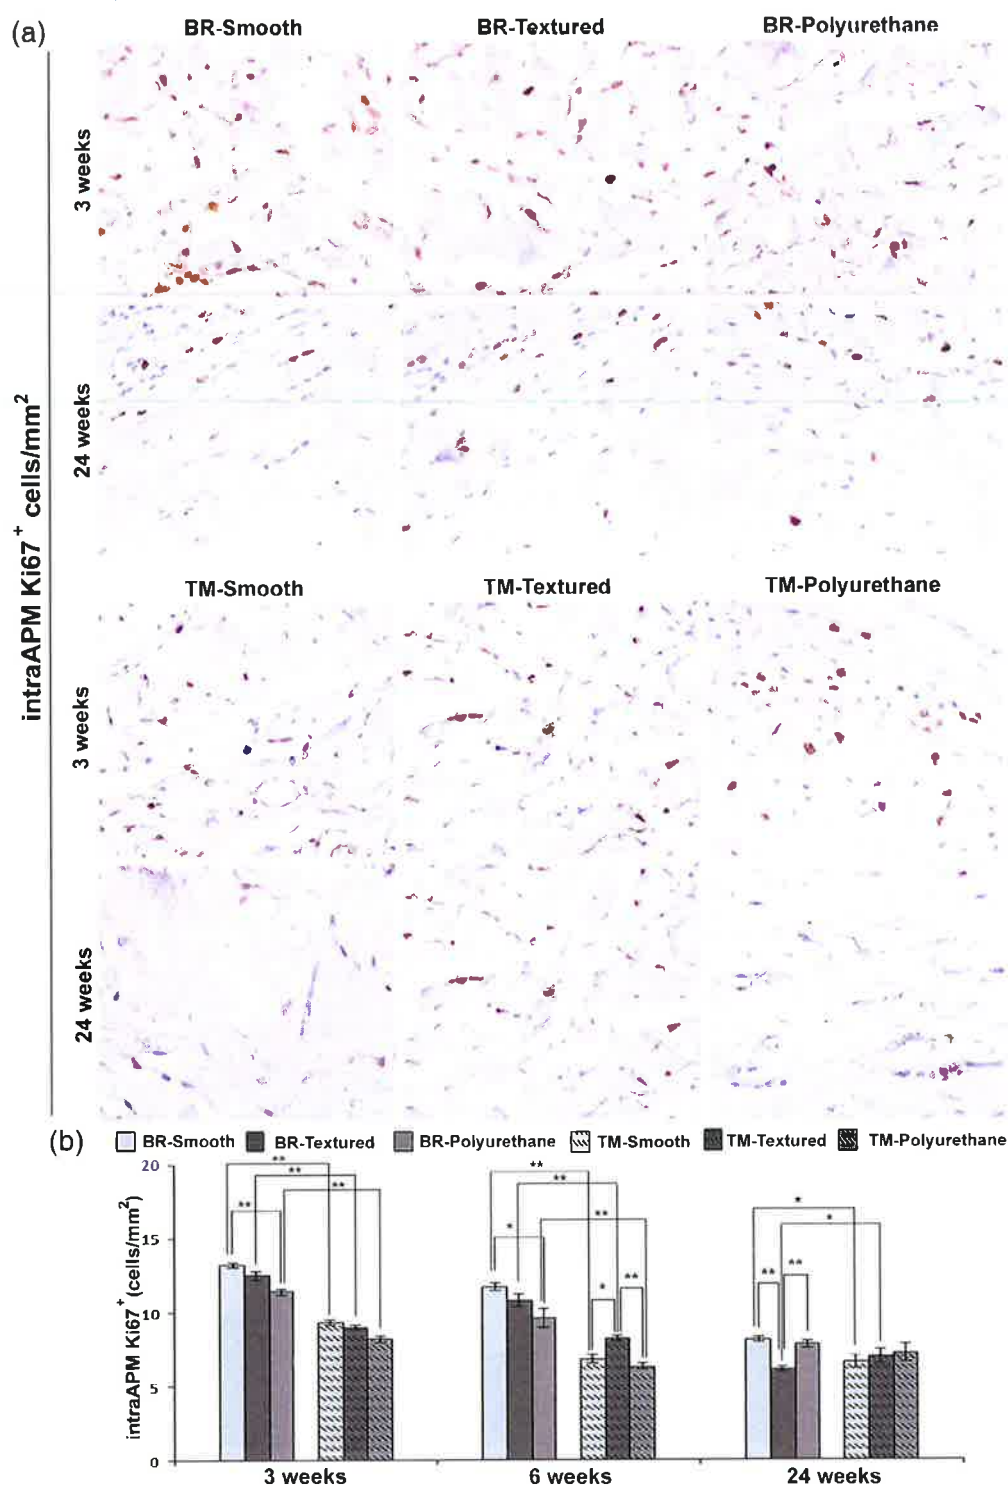 (a)
BR-Smooth BR-Textured BR-Polyurethane
3 weeks
24 weeks
intraAPM Ki67+ cells/mm2
TM-Smooth TM-Textured TM-Polyurethane
3 weeks
24 weeks
(b)
BR-Smooth BR-Textured BR-Polyurethane TM-Smooth TM-Textured TM-Polyurethane
intraAPM Ki67+ (cells/mm2)
20
15
10
5
0
** ** ** **
** ** ** * * **
* * ** **
3 weeks 6 weeks 24 weeks